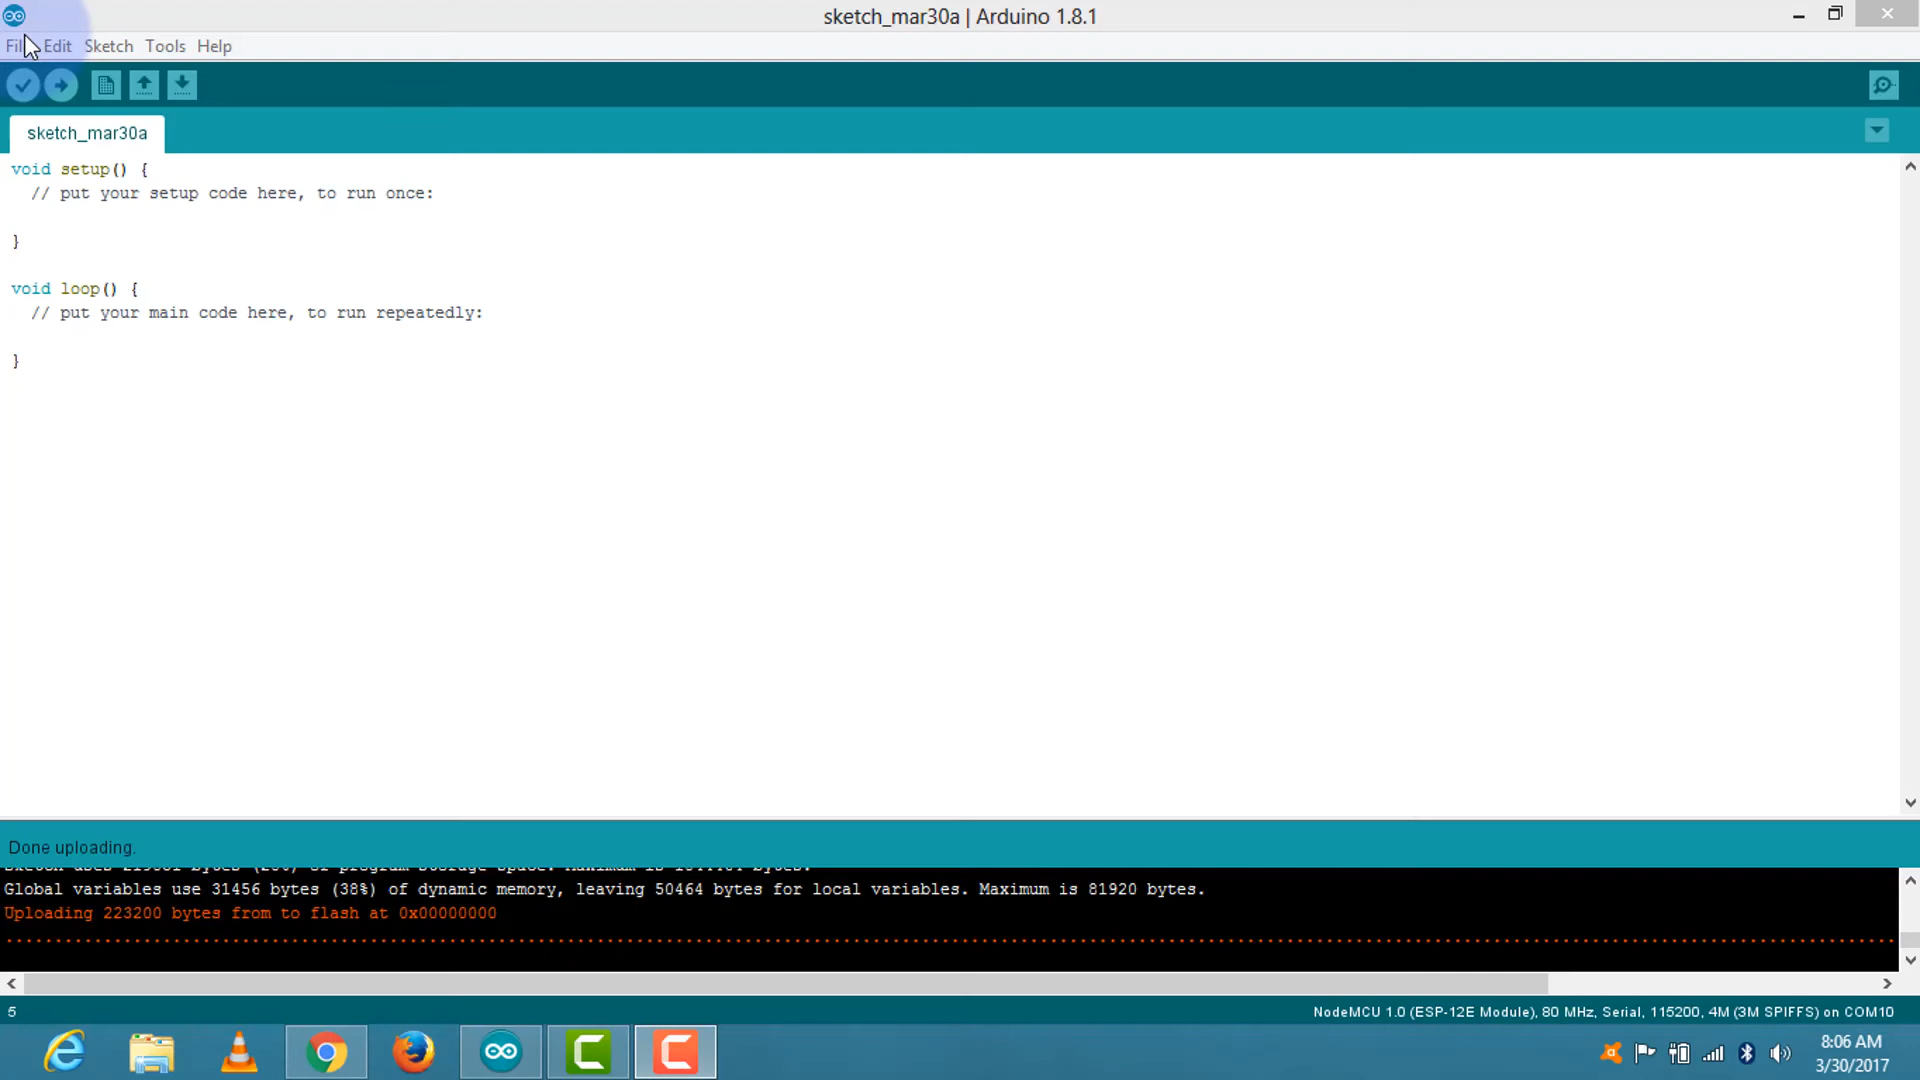 sketch_mar30a | Arduino 1.8.1
Edit Sketch Tools Help
sketch_mar30a
void setup() {
// put your setup code here, to run once:
}
void loop() {
// put your main code here, to run repeatedly:
}
Done uploading.
Global variables use 31456 bytes (38%) of dynamic memory, leaving 50464 bytes for local variables. Maximum is 81920 bytes.
Uploading 223200 bytes from to flash at 0x00000000
................................................................................
5
NodeMCU 1.0 (ESP-12E Module), 80 MHz, Serial, 115200, 4M (3M SPIFFS) on COM10
8:06 AM
3/30/2017